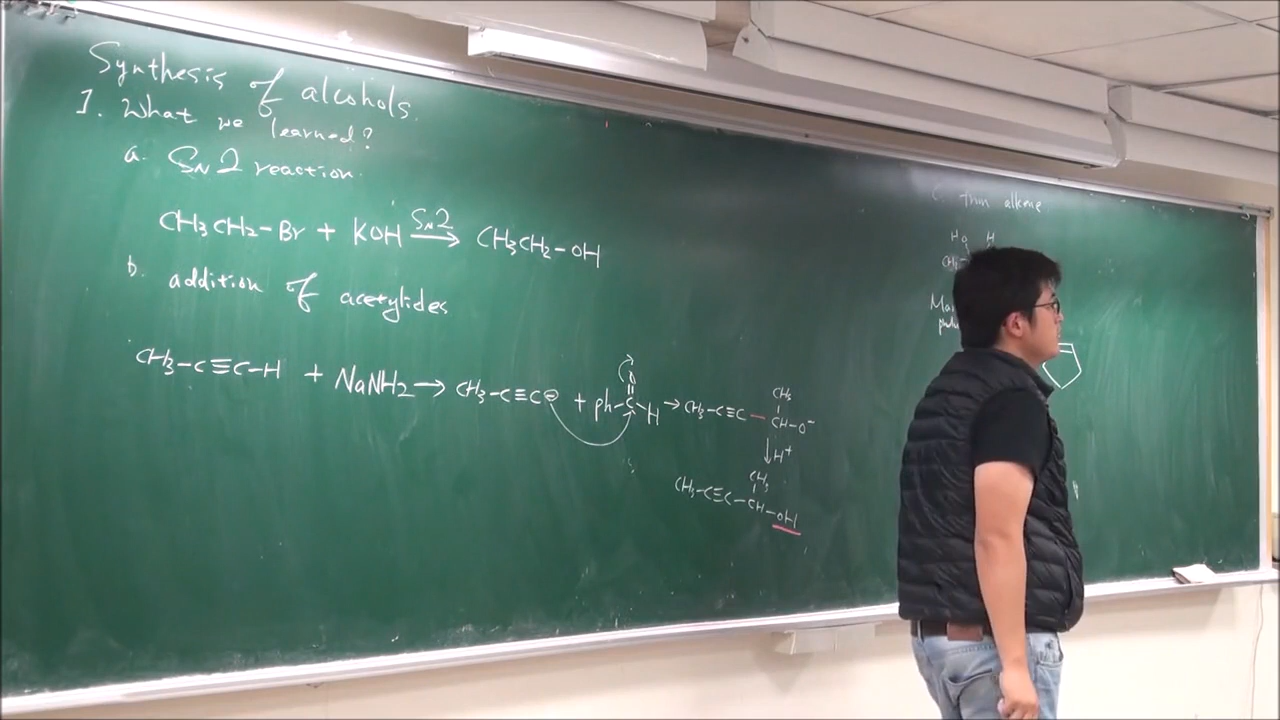 Synthesis of alcohols.
1. What we learned?
a. SN2 reaction.
CH3CH2-Br + KOH SN2 → CH3CH2-OH
b. addition of acetylides
O
CH3-C≡C-H + NaNH2 → CH3-C≡C⊖ + ph-C-H → CH3-C≡C-CH-O⁻
CH3
↓ H+
CH3
CH3-C≡C-CH-OH
C. alkene
H